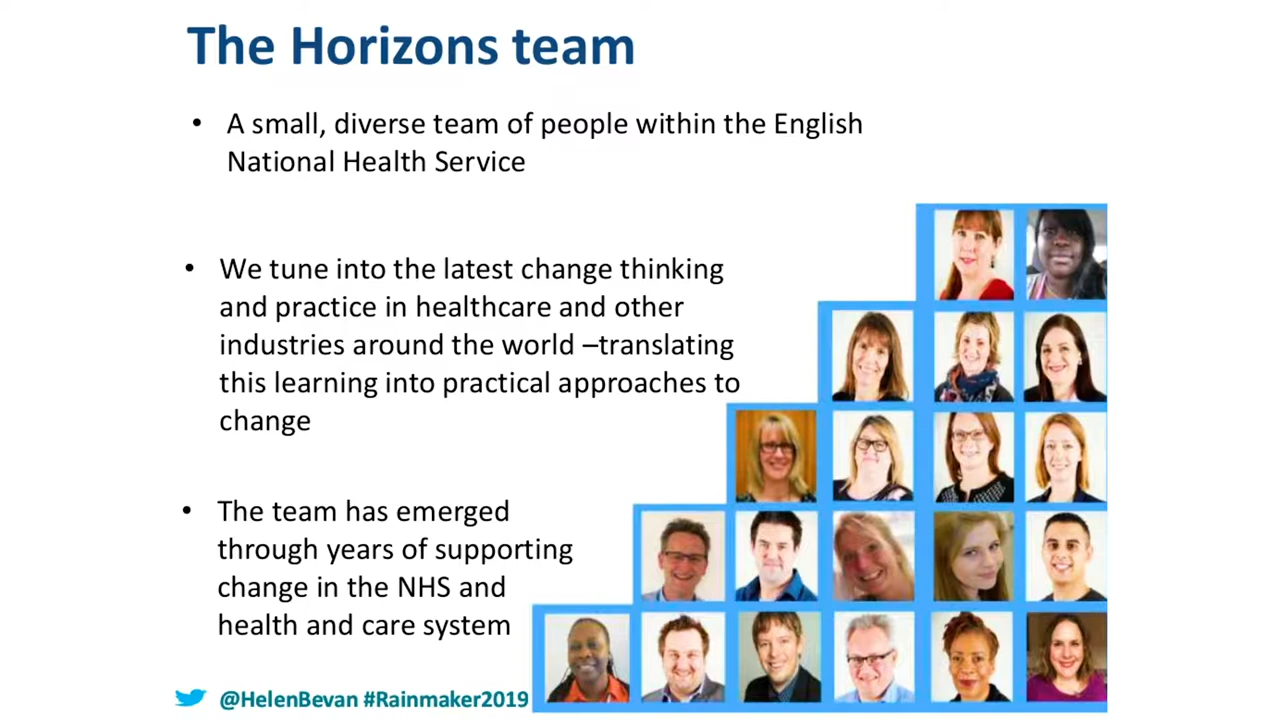 The Horizons team
• A small, diverse team of people within the English
National Health Service
• We tune into the latest change thinking
and practice in healthcare and other
industries around the world –translating
this learning into practical approaches to
change
• The team has emerged
through years of supporting
change in the NHS and
health and care system
@HelenBevan #Rainmaker2019